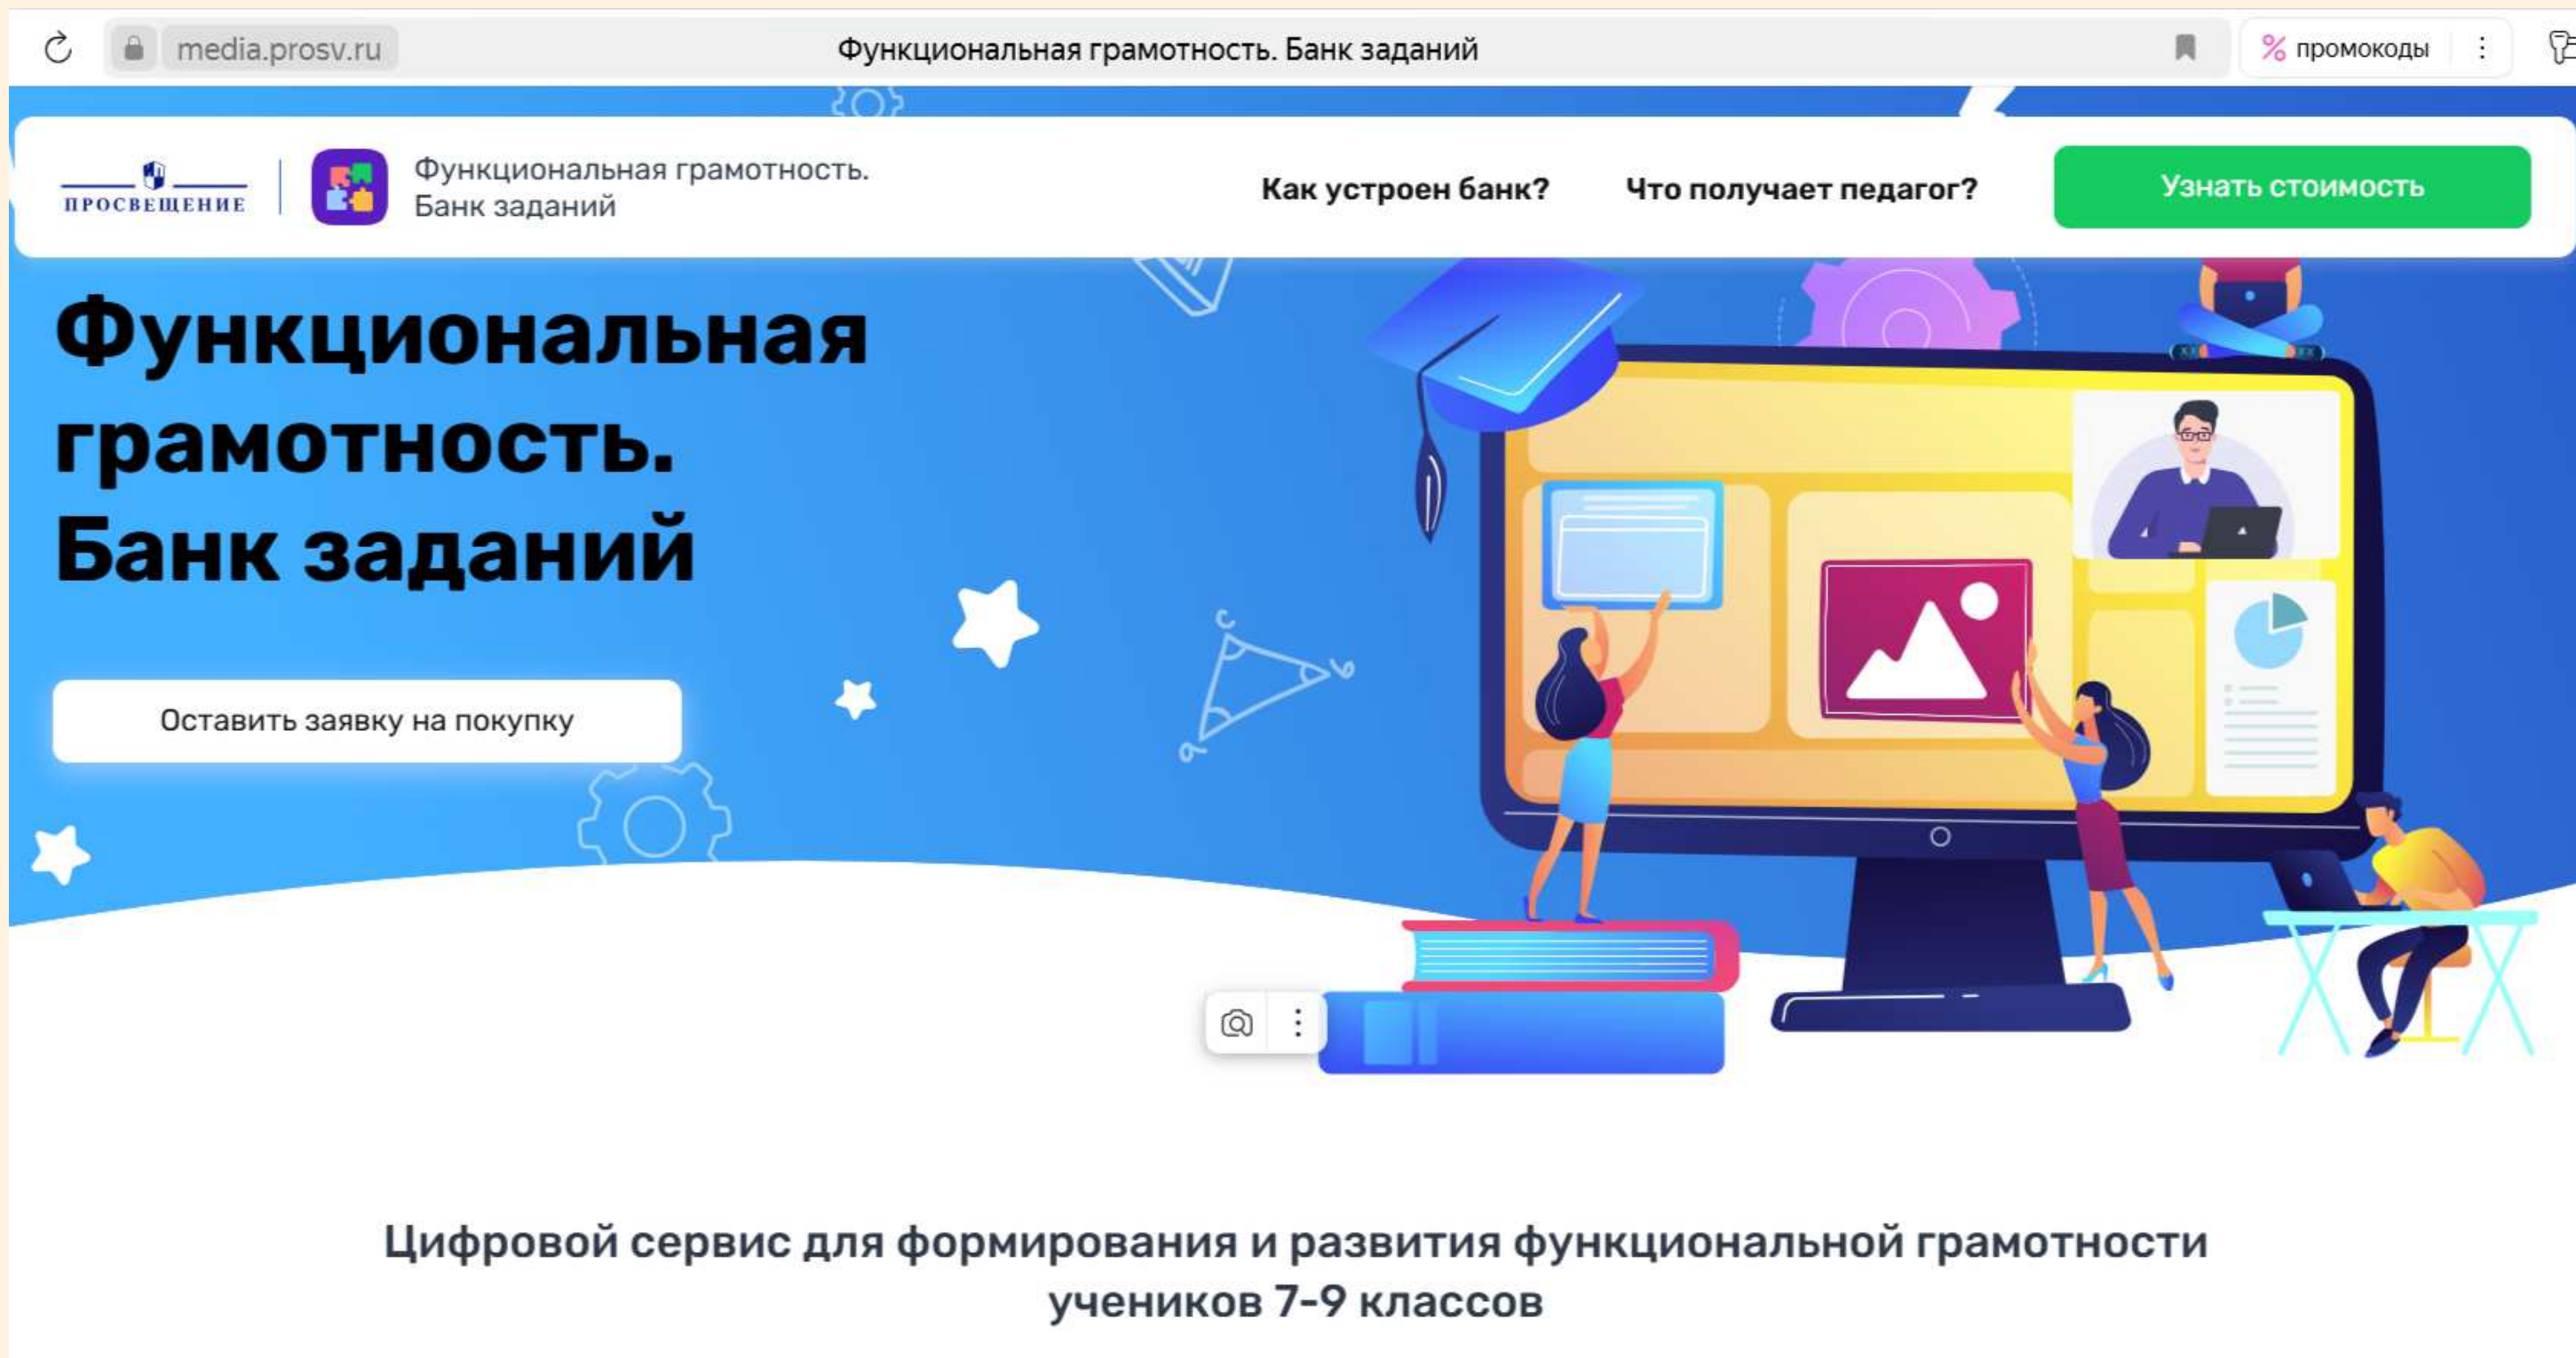 media.prosv.ru
Функциональная грамотность. Банк заданий
% промокоды
ПРОСВЕЩЕНИЕ
Функциональная грамотность.
Банк заданий
Как устроен банк?
Что получает педагог?
Узнать стоимость
Функциональная
грамотность.
Банк заданий
Оставить заявку на покупку
c
b
a
Цифровой сервис для формирования и развития функциональной грамотности
учеников 7-9 классов